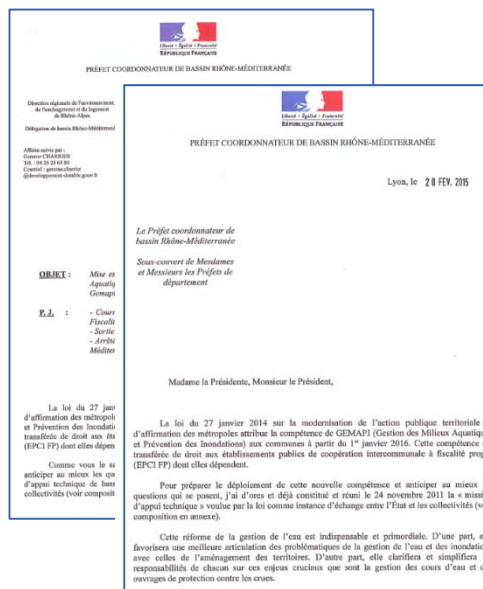 Liberté • Égalité • Fraternité
RÉPUBLIQUE FRANÇAISE
PRÉFET COORDONNATEUR DE BASSIN RHÔNE-MÉDITERRANÉE
Direction régionale de l'environnement,
de l'aménagement et du logement
de Rhône-Alpes
Délégation de bassin Rhône-Méditerrané
Affaire suivie par :
OBJET : Mise en
Aquatiq
Gemapi
P. J. : - Courr
Fiscalit
- Sortie
- Arrêté
Méditer
La loi du 27 jan
d'affirmation des métropol
et Prévention des Inondati
transférée de droit aux éta
(EPCI FP) dont elles dépen
Comme vous le sa
anticiper au mieux les qu
d'appui technique de bass
collectivités (voir composit
Liberté • Égalité • Fraternité
RÉPUBLIQUE FRANÇAISE
PRÉFET COORDONNATEUR DE BASSIN RHÔNE-MÉDITERRANÉE
Lyon, le 20 FEV. 2015
Le Préfet coordonnateur de
bassin Rhône-Méditerranée
Sous-couvert de Mesdames
et Messieurs les Préfets de
département
Madame la Présidente, Monsieur le Président,
La loi du 27 janvier 2014 sur la modernisation de l'action publique territoriale
d'affirmation des métropoles attribue la compétence de GEMAPI (Gestion des Milieux Aquatiqu
et Prévention des Inondations) aux communes à partir du 1er janvier 2016. Cette compétence
transférée de droit aux établissements publics de coopération intercommunale à fiscalité prop
(EPCI FP) dont elles dépendent.
Pour préparer le déploiement de cette nouvelle compétence et anticiper au mieux
questions qui se posent, j'ai d'ores et déjà constitué et réuni le 24 novembre 2011 la « missi
d'appui technique » voulue par la loi comme instance d'échange entre l'État et les collectivités (vo
composition en annexe).
Cette réforme de la gestion de l'eau est indispensable et primordiale. D'une part, e
favorisera une meilleure articulation des problématiques de la gestion de l'eau et des inondatio
avec celles de l'aménagement des territoires. D'autre part, elle clarifiera et simplifiera
responsabilités de chacun sur ces enjeux cruciaux que sont la gestion des cours d'eau et d
ouvrages de protection contre les crues.